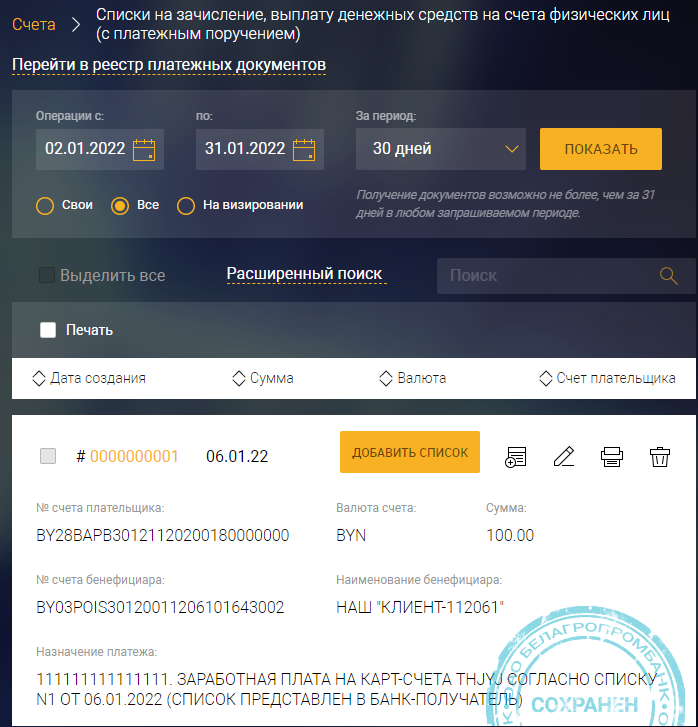 Счета
Списки на зачисление, выплату денежных средств на счета физических лиц
(с платежным поручением)
Перейти в реестр платежных документов
Операции с:
по:
За период:
02.01.2022
31.01.2022
30 дней
ПОКАЗАТЬ
Свои
Все
На визировании
Получение документов возможно не более, чем за 31
дней в любом запрашиваемом периоде.
Выделить все
Расширенный поиск
Поиск
Печать
Дата создания
Сумма
Валюта
Счет плательщика
# 0000000001
06.01.22
ДОБАВИТЬ СПИСОК
№ счета плательщика:
Валюта счета:
Сумма:
BY28BAPB30121120200180000000
BYN
100.00
№ счета бенефициара:
Наименование бенефициара:
BY03POIS30120011206101643002
НАШ "КЛИЕНТ-112061"
Назначение платежа:
111111111111111. ЗАРАБОТНАЯ ПЛАТА НА КАРТ-СЧЕТА THJYJ СОГЛАСНО СПИСКУ
N1 ОТ 06.01.2022 (СПИСОК ПРЕДСТАВЛЕН В БАНК-ПОЛУЧАТЕЛЬ)
БЕЛАГРОПРОМБАНК
СОХРАНЕН